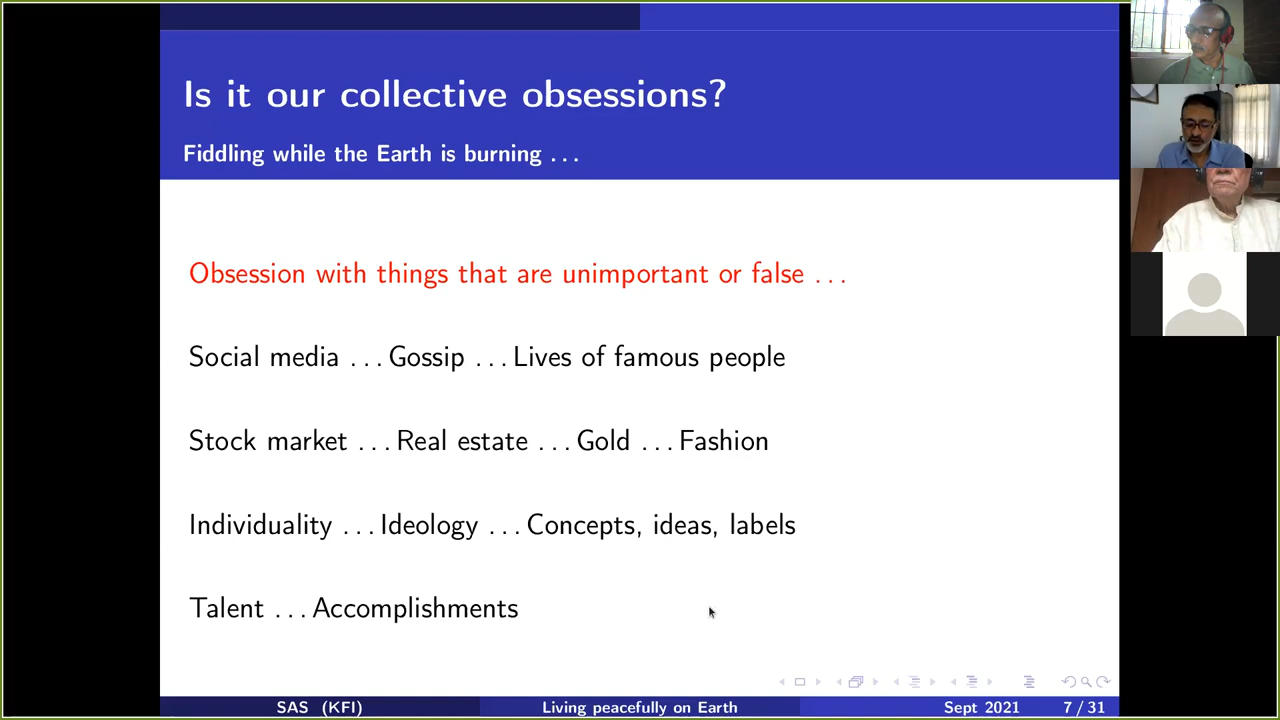 Is it our collective obsessions?
Fiddling while the Earth is burning ...
Obsession with things that are unimportant or false ...
Social media ... Gossip ... Lives of famous people
Stock market ... Real estate ... Gold ... Fashion
Individuality ... Ideology ... Concepts, ideas, labels
Talent ... Accomplishments
SAS (KFI) Living peacefully on Earth Sept 2021 7 / 31